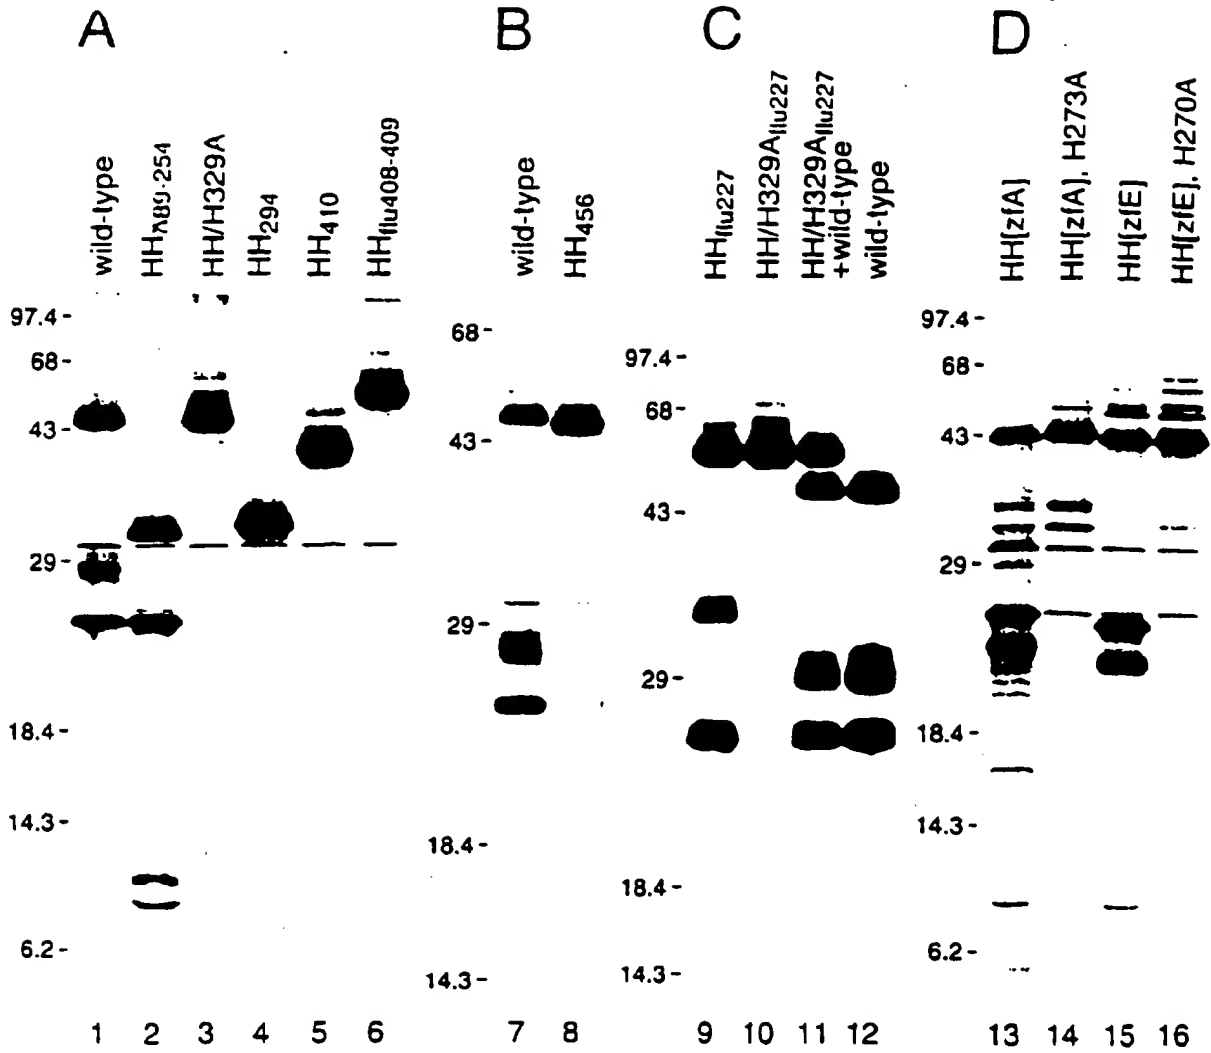 A
B
C
D
wild-type
HHΔ89-254
HH/H329A
HH294
HH410
HHflu408-409
wild-type
HH456
HHflu227
HH/H329Aflu227
HH/H329Aflu227
+wild-type
wild-type
HH[zfA]
HH[zfA], H273A
HH[zfE]
HH[zfE], H270A
97.4-
68-
43-
29-
18.4-
14.3-
6.2-
68-
43-
29-
18.4-
14.3-
97.4-
68-
43-
29-
18.4-
14.3-
97.4-
68-
43-
29-
18.4-
14.3-
6.2-
1 2 3 4 5 6
7 8
9 10 11 12
13 14 15 16